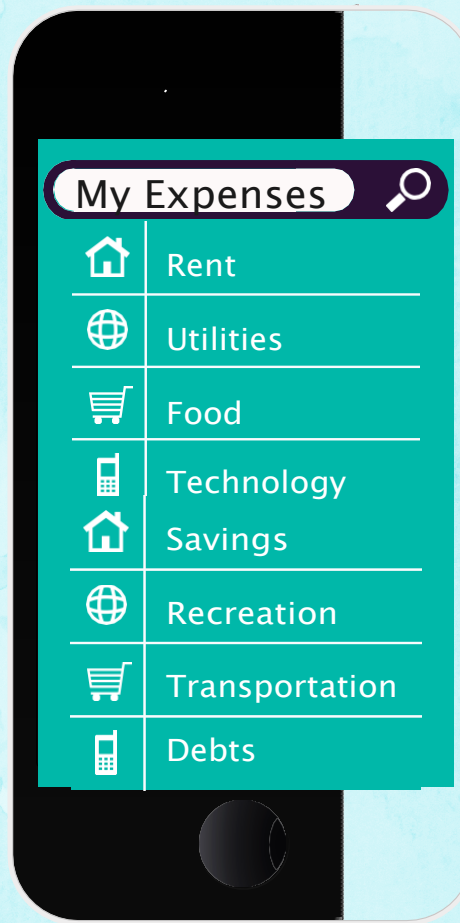 My Expenses
Rent
Utilities
Food
Technology
Savings
Recreation
Transportation
Debts